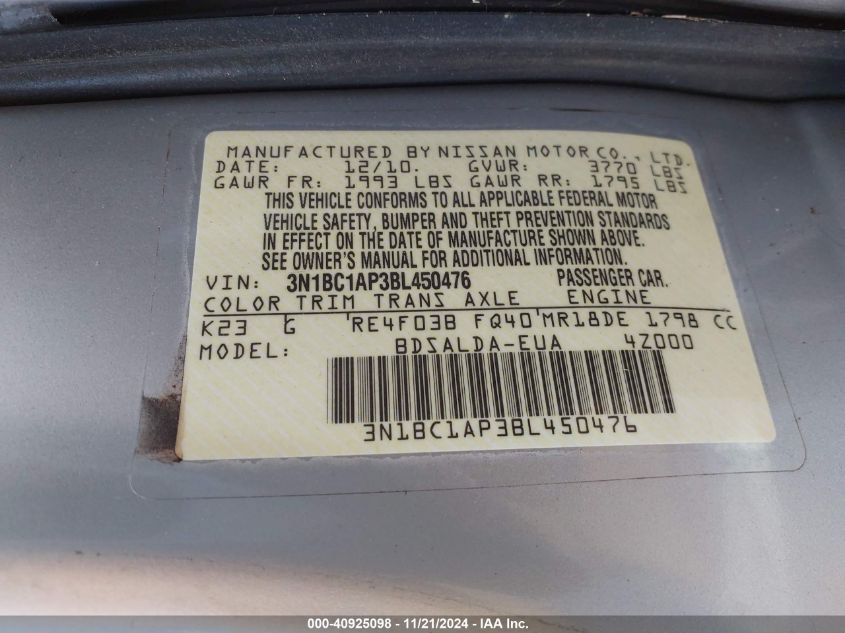 MANUFACTURED BY NISSAN MOTOR CO., LTD.
DATE: 12/10. GVWR: 3770 LBS
GAWR FR: 1993 LBS GAWR RR: 1795 LBS
THIS VEHICLE CONFORMS TO ALL APPLICABLE FEDERAL MOTOR
VEHICLE SAFETY, BUMPER AND THEFT PREVENTION STANDARDS
IN EFFECT ON THE DATE OF MANUFACTURE SHOWN ABOVE.
SEE OWNER'S MANUAL FOR ADDITIONAL INFORMATION.
VIN: 3N1BC1AP3BL450476 PASSENGER CAR.
COLOR TRIM TRANS AXLE ENGINE
K23 G RE4F03B FQ40 MR18DE 1798 CC
MODEL: BDSALDA-EUA 4Z000
3N1BC1AP3BL450476
000-40925098 - 11/21/2024 - IAA Inc.